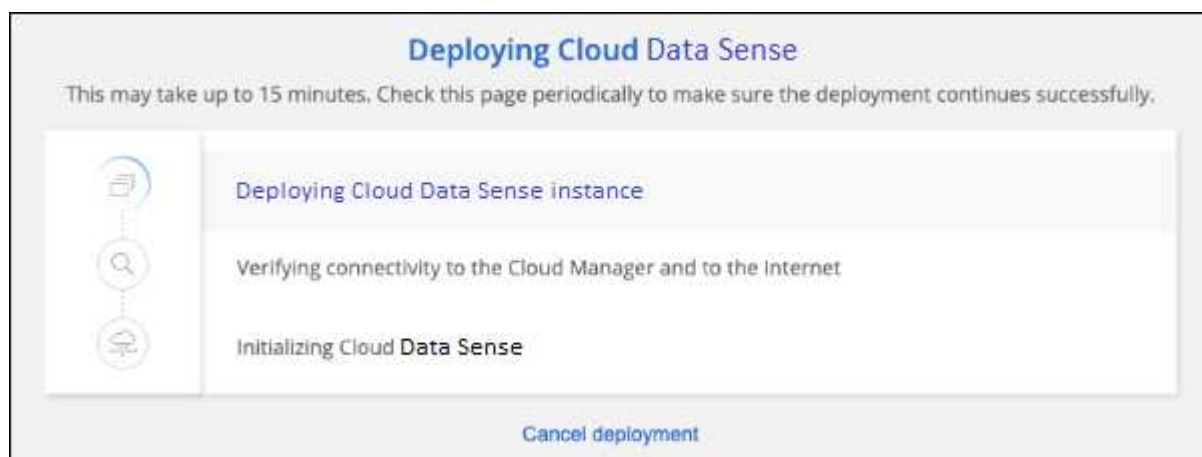 Deploying Cloud Data Sense
This may take up to 15 minutes. Check this page periodically to make sure the deployment continues successfully.
Deploying Cloud Data Sense instance
Verifying connectivity to the Cloud Manager and to the Internet
Initializing Cloud Data Sense
Cancel deployment